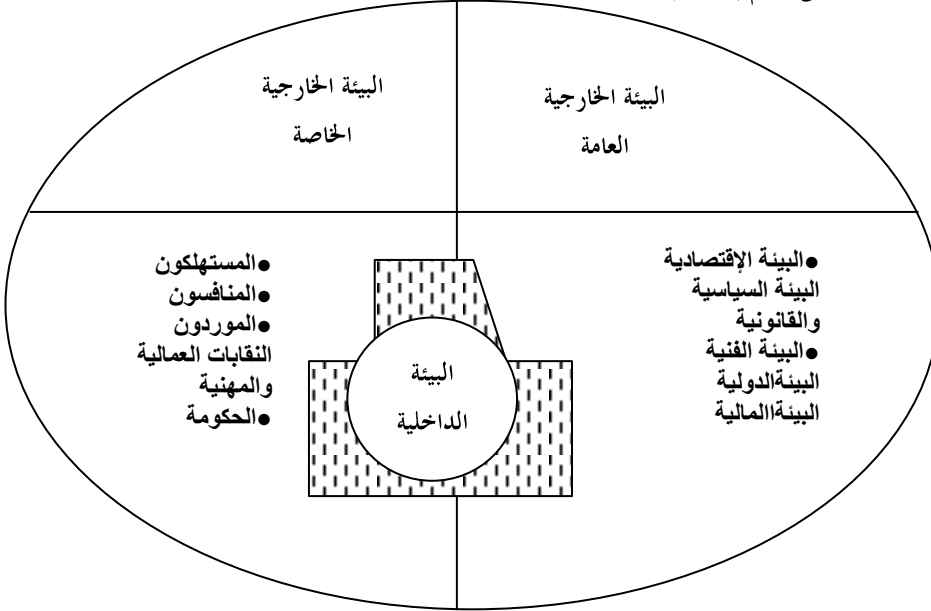 البيئة الخارجية
العامة
البيئة الخارجية
الخاصة
●البيئة الإقتصادية
البيئة السياسية
والقانونية
●البيئة الفنية
البيئةالدولية
البيئةاالمالية
البيئة
الداخلية
●المستهلكون
●المنافسون
●الموردون
النقابات العمالية
والمهنية
●الحكومة